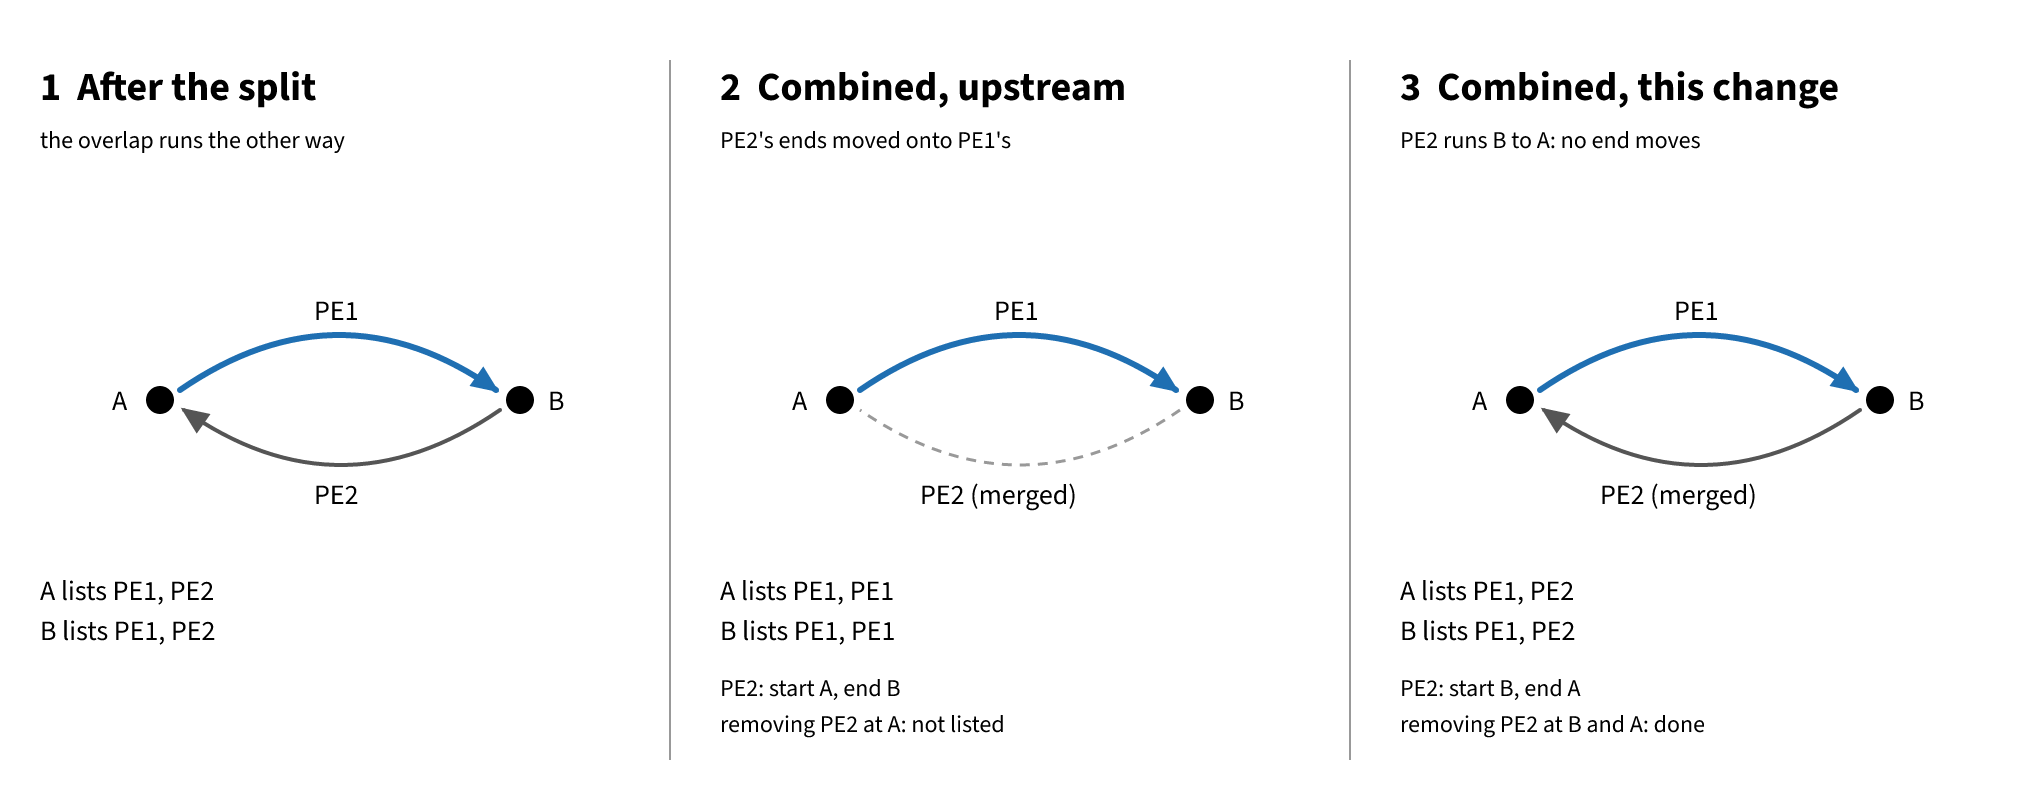 1 After the split
the overlap runs the other way
PE1
A
B
PE2
A lists PE1, PE2
B lists PE1, PE2
2 Combined, upstream
PE2's ends moved onto PE1's
PE1
A
B
PE2 (merged)
A lists PE1, PE1
B lists PE1, PE1
PE2: start A, end B
removing PE2 at A: not listed
3 Combined, this change
PE2 runs B to A: no end moves
PE1
A
B
PE2 (merged)
A lists PE1, PE2
B lists PE1, PE2
PE2: start B, end A
removing PE2 at B and A: done